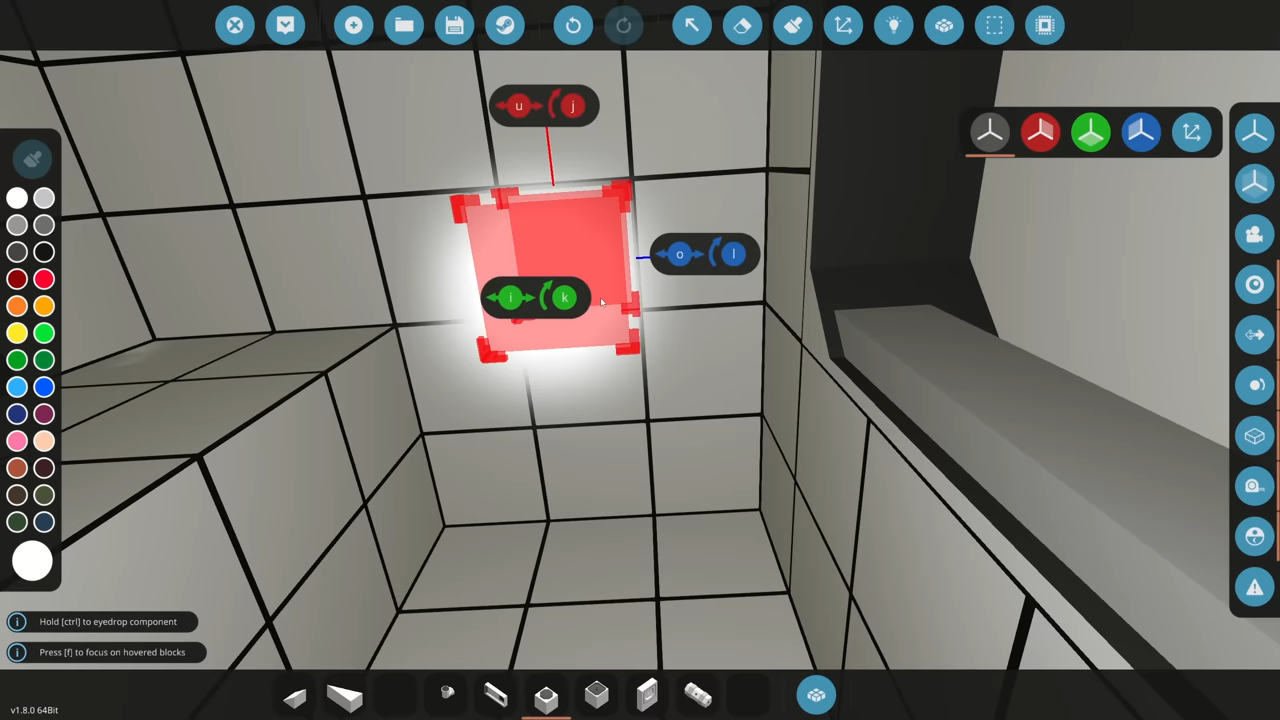 u j
o l
i k
Hold [ctrl] to eyedrop component
Press [f] to focus on hovered blocks
v1.8.0 64Bit